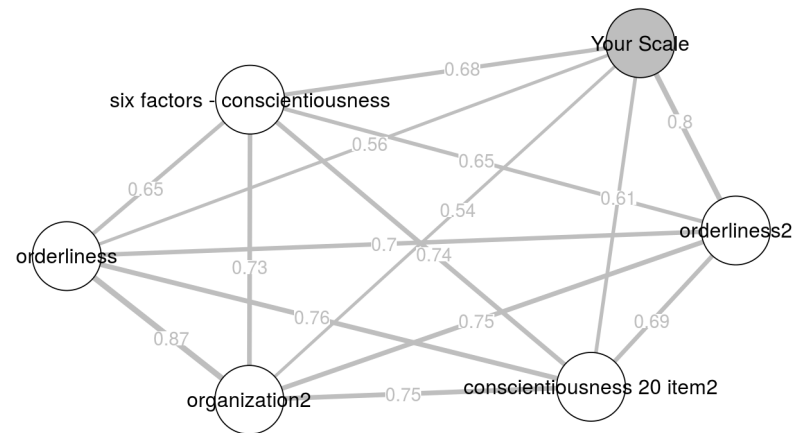 Your Scale
0.68
six factors - conscientiousness
0.8
0.56
0.65
0.65
0.61
0.54
orderliness2
0.7
0.74
orderliness
0.73
0.76
0.75
0.69
0.87
conscientiousness 20 item2
0.75
organization2